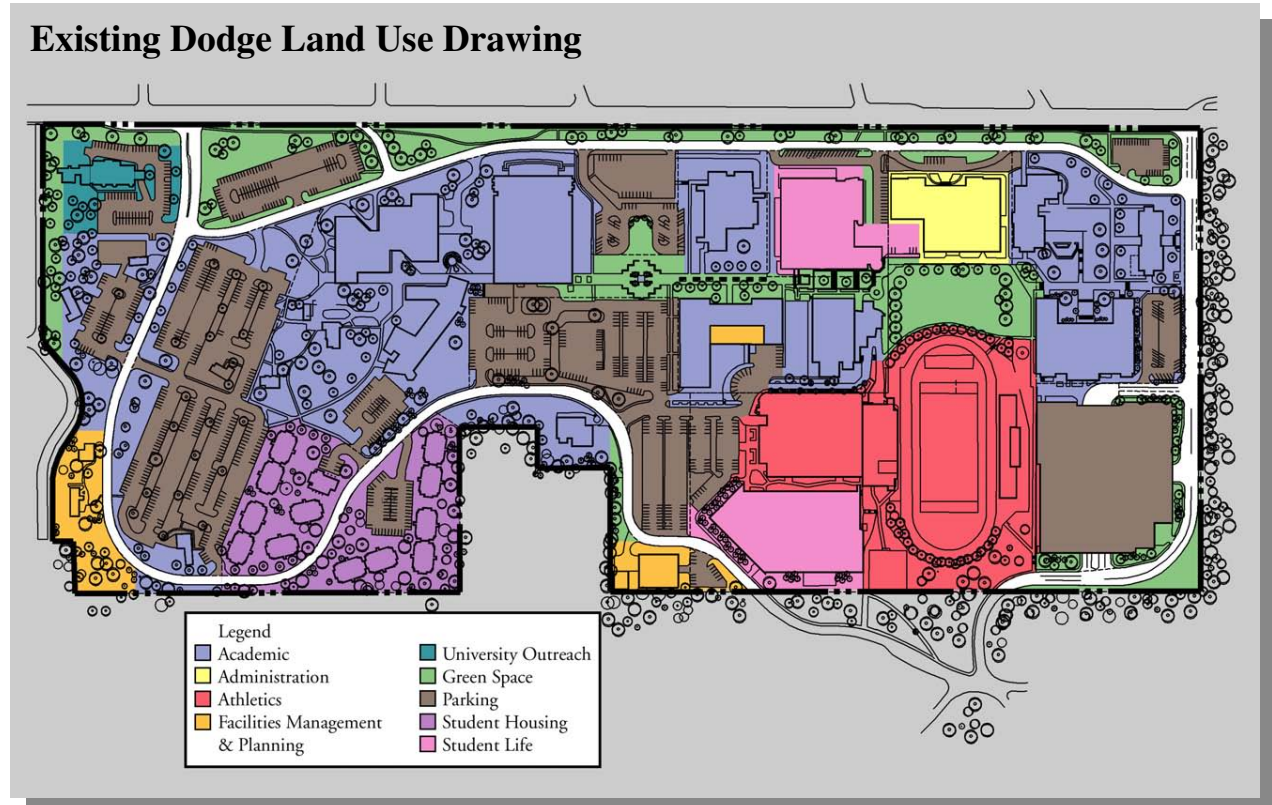 Existing Dodge Land Use Drawing
Legend
Academic
Administration
Athletics
Facilities Management
& Planning
University Outreach
Green Space
Parking
Student Housing
Student Life